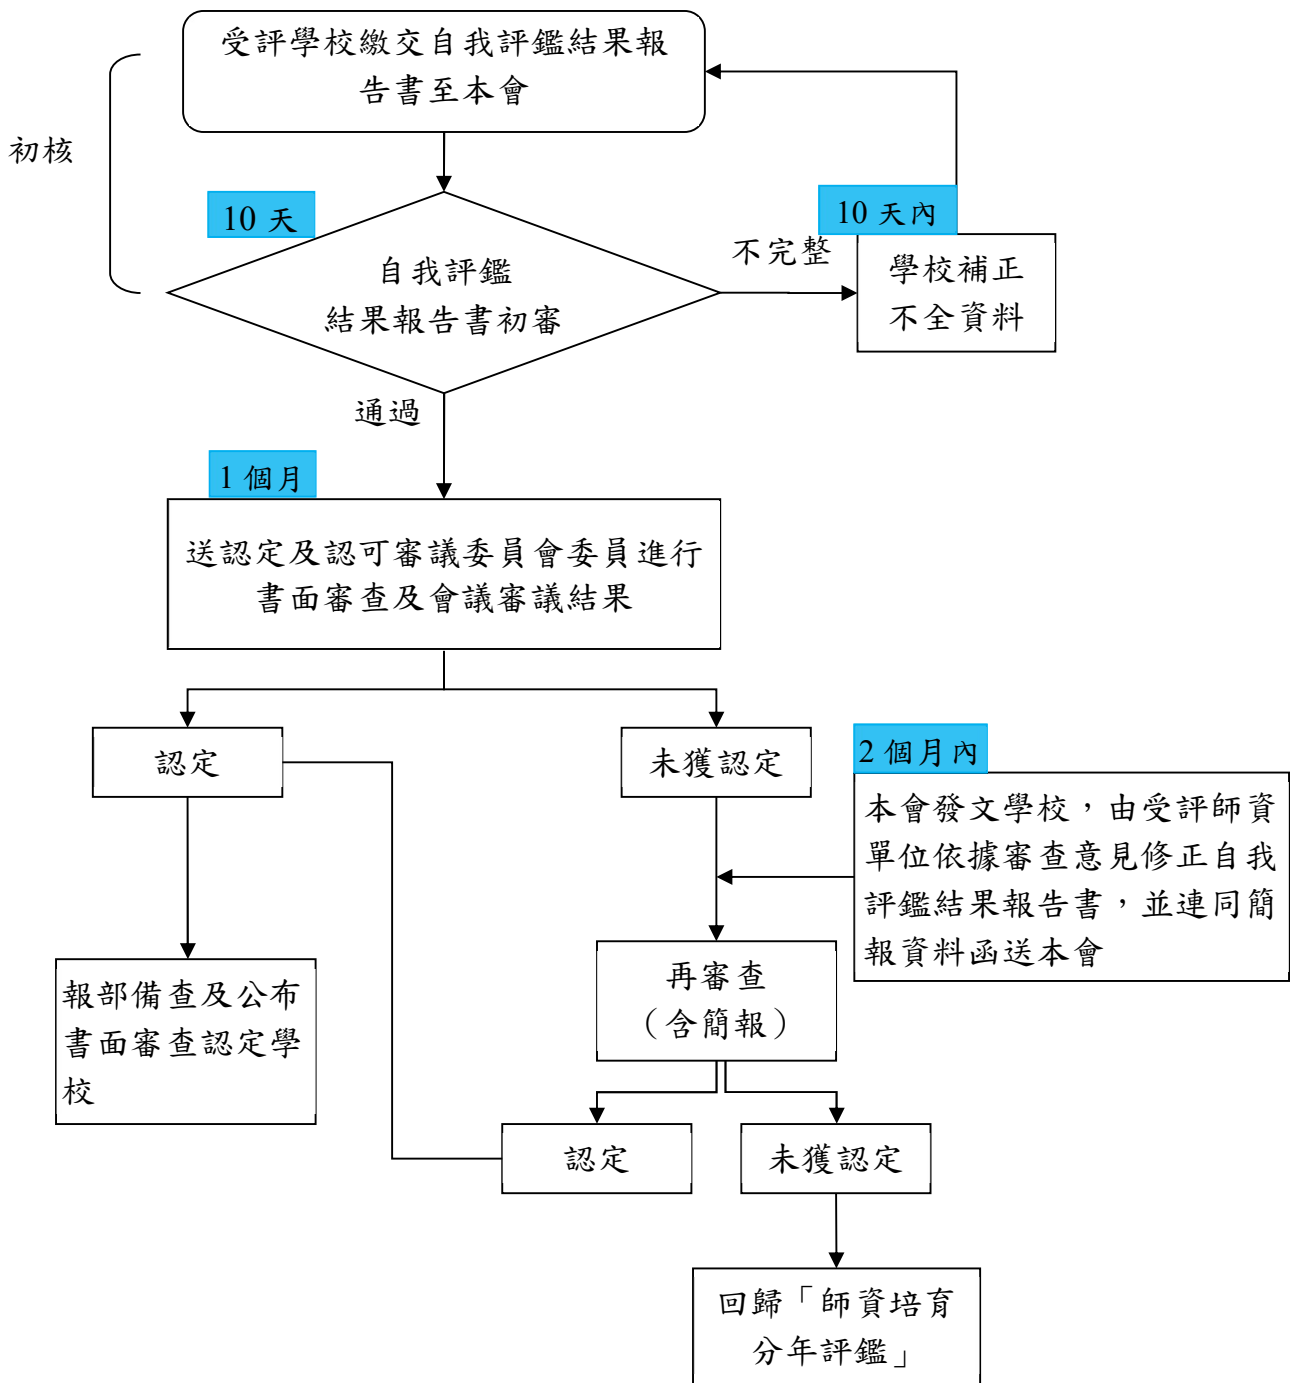 受評學校繳交自我評鑑結果報
告書至本會
初核
10 天
10 天內
自我評鑑
結果報告書初審
不完整
學校補正
不全資料
通過
1 個月
送認定及認可審議委員會委員進行
書面審查及會議審議結果
認定
未獲認定
2 個月內
本會發文學校，由受評師資
單位依據審查意見修正自我
評鑑結果報告書，並連同簡
報資料函送本會
報部備查及公布
書面審查認定學
校
再審查
（含簡報）
認定
未獲認定
回歸「師資培育
分年評鑑」